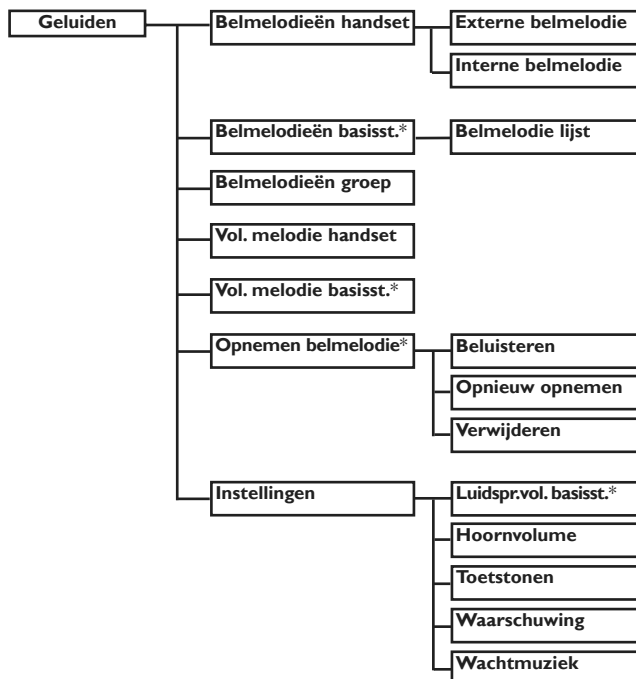 Geluiden
Belmelodieën handset
Externe belmelodie
Interne belmelodie
Belmelodieën basisst.*
Belmelodie lijst
Belmelodieën groep
Vol. melodie handset
Vol. melodie basisst.*
Opnemen belmelodie*
Beluisteren
Opnieuw opnemen
Verwijderen
Instellingen
Luidspr.vol. basisst.*
Hoornvolume
Toetstonen
Waarschuwing
Wachtmuziek